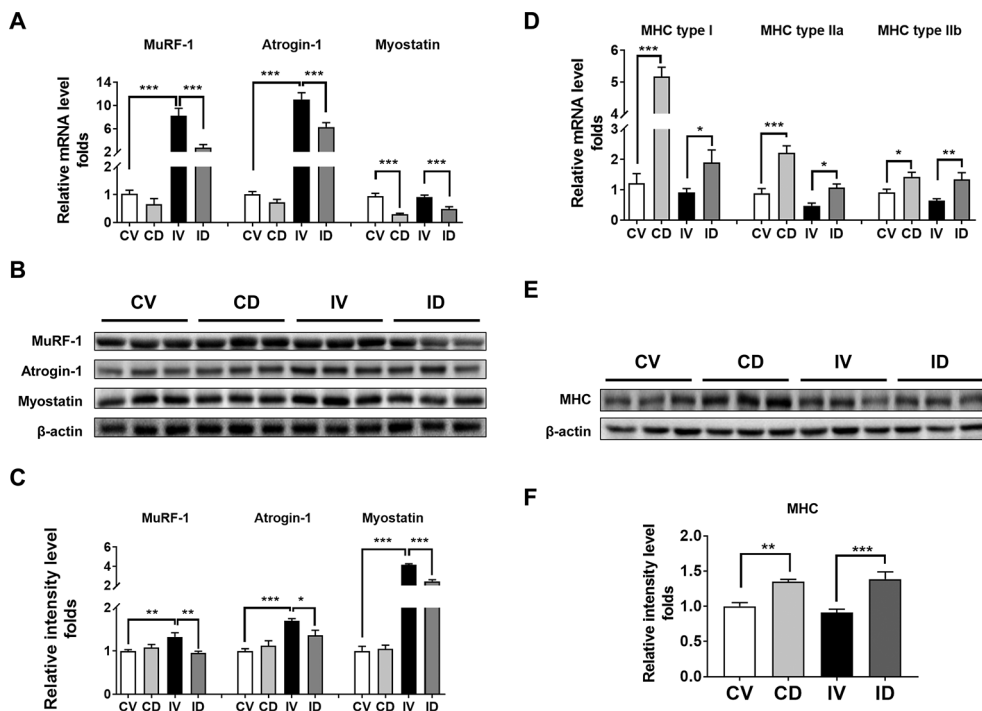 A
MuRF-1 Atrogin-1 Myostatin
Relative mRNA level
folds
14
10
6
2
2
1
0
*** *** *** *** *** ***
CV CD IV ID CV CD IV ID CV CD IV ID
B
CV CD IV ID
MuRF-1
Atrogin-1
Myostatin
β-actin
C
MuRF-1 Atrogin-1 Myostatin
Relative intensity level
folds
6
4
2
2
1
0
** ** *** * *** ***
CV CD IV ID CV CD IV ID CV CD IV ID
D
MHC type I MHC type IIa MHC type IIb
Relative mRNA level
folds
6
5
4
3
2
1
0
*** * *** * * **
CV CD IV ID CV CD IV ID CV CD IV ID
E
CV CD IV ID
MHC
β-actin
F
MHC
Relative intensity level
folds
2.0
1.5
1.0
0.5
0.0
** ***
CV CD IV ID